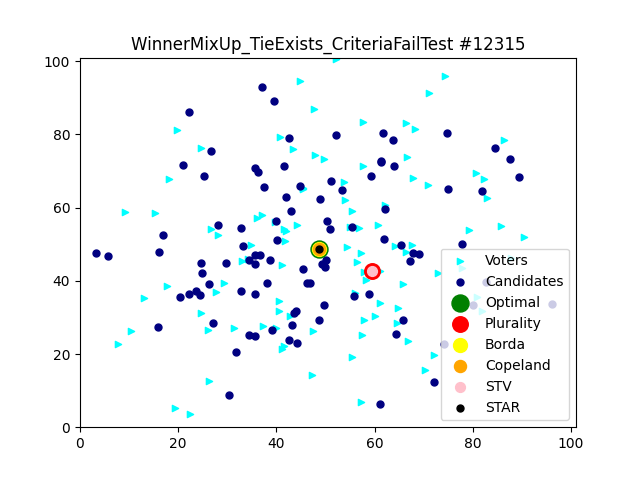 WinnerMixUp_TieExists_CriteriaFailTest #12315
100
80
60
40
20
0
0 20 40 60 80 100
Voters
Candidates
Optimal
Plurality
Borda
Copeland
STV
STAR